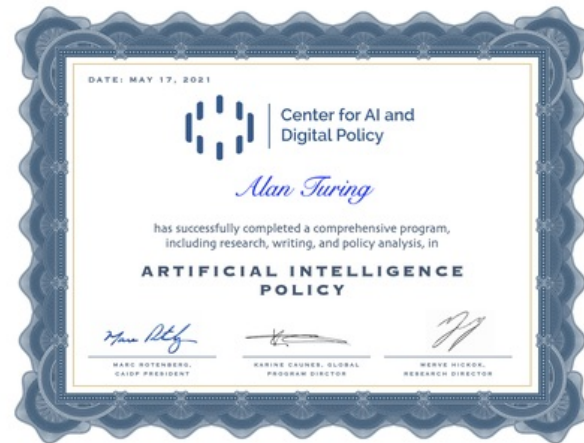 DATE: MAY 17, 2021
Center for AI and
Digital Policy
Alan Turing
has successfully completed a comprehensive program,
including research, writing, and policy analysis, in
ARTIFICIAL INTELLIGENCE
POLICY
MARC ROTENBERG,
CAIDP PRESIDENT
KARINE CAUNES, GLOBAL
PROGRAM DIRCTOR
MERVE HICKOK,
RESEARCH DIRECTOR